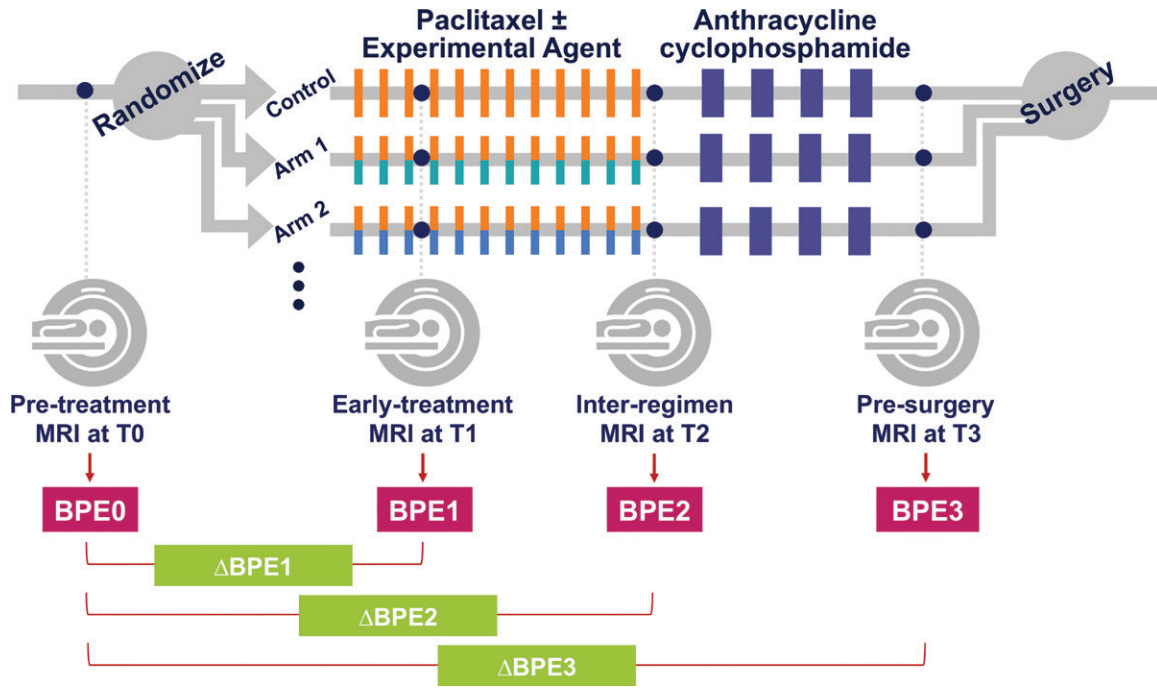 Paclitaxel ±
Experimental Agent
Anthracycline
cyclophosphamide
Randomize
Control
Arm 1
Arm 2
Surgery
Pre-treatment
MRI at T0
Early-treatment
MRI at T1
Inter-regimen
MRI at T2
Pre-surgery
MRI at T3
BPE0
BPE1
BPE2
BPE3
ΔBPE1
ΔBPE2
ΔBPE3